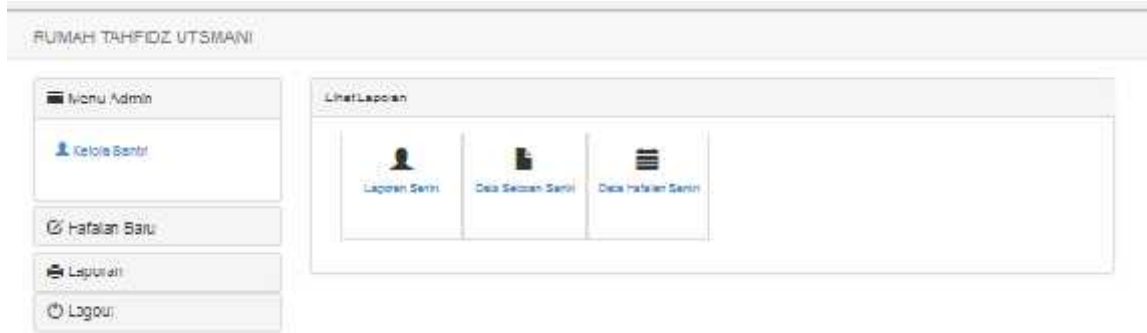 RUMAH TAHFIDZ UTSMANI
Menu Admin
Kelola Santri
Hafalan Baru
Laporan
Logout
Lihat Laporan
Laporan Santri
Data Setoran Santri
Data Hafalan Santri